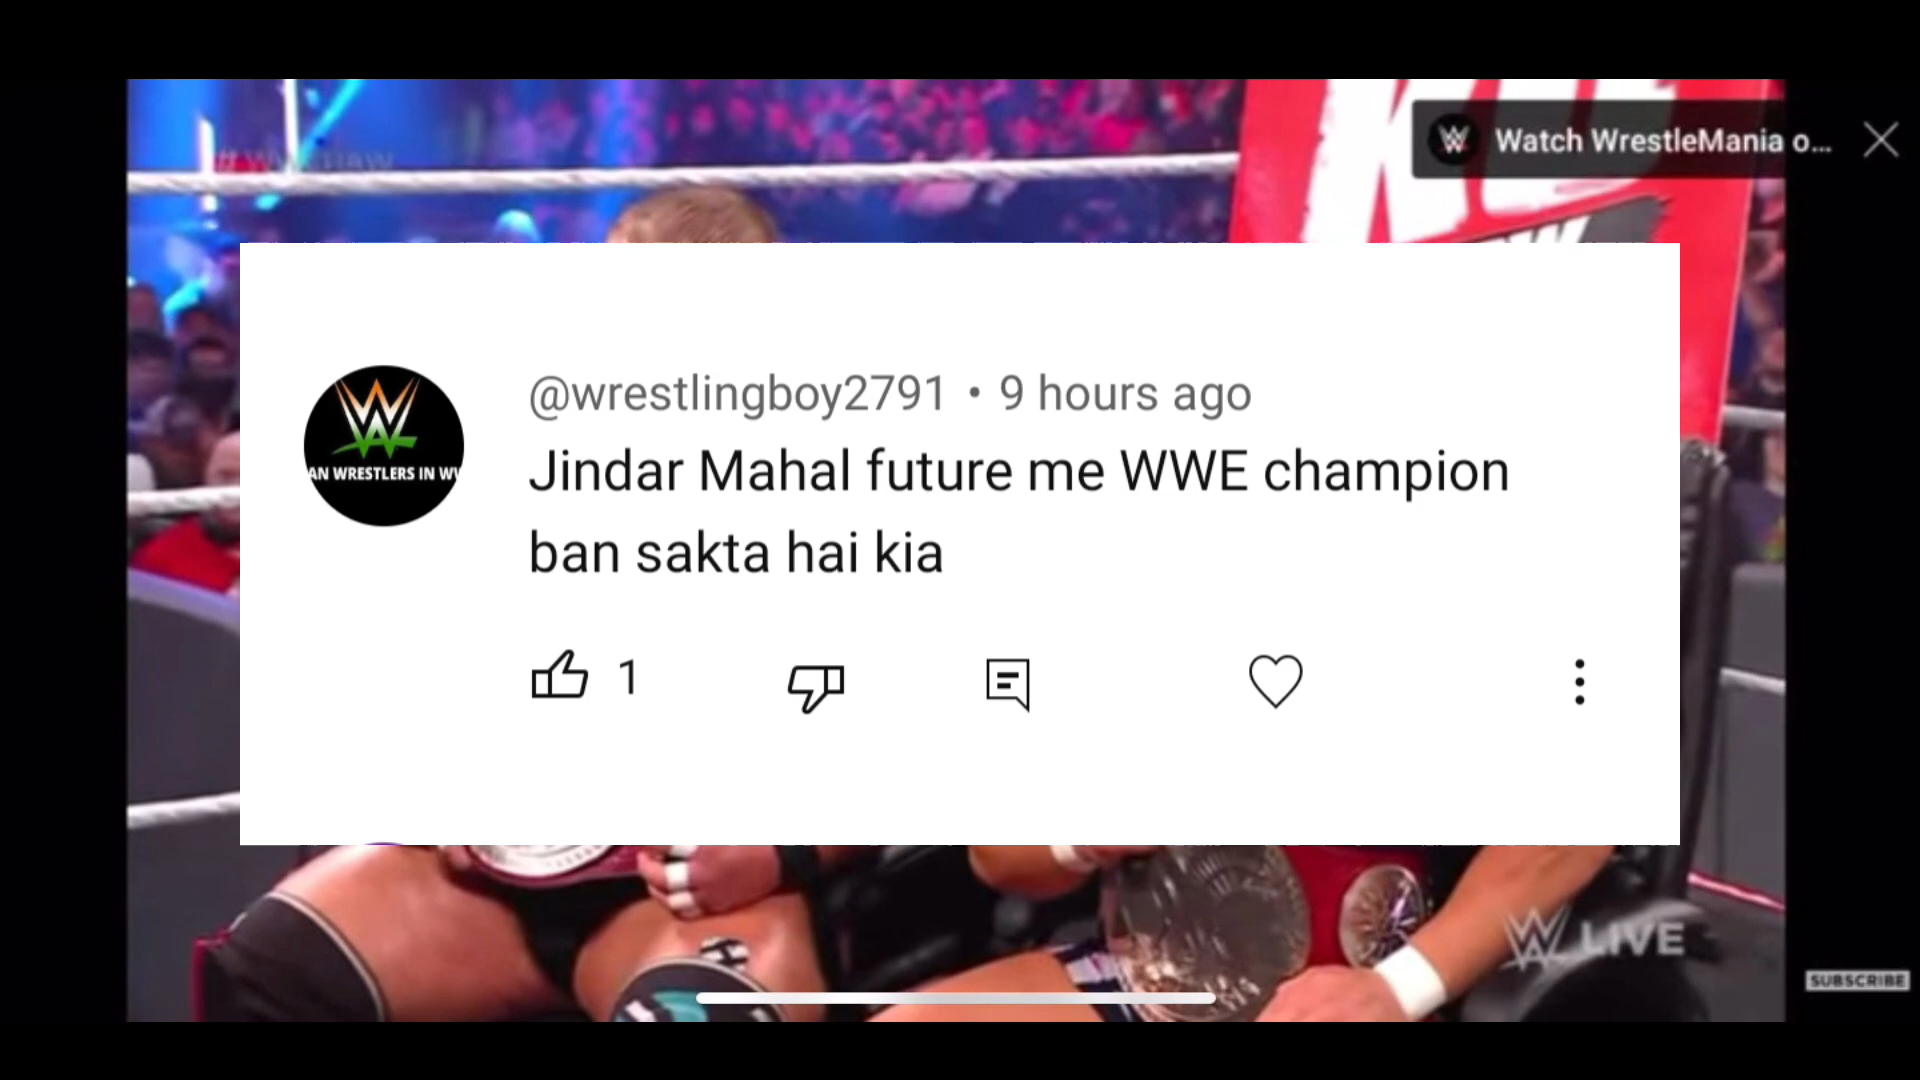 Watch WrestleMania o...
@wrestlingboy2791 • 9 hours ago
AN WRESTLERS IN W
Jindar Mahal future me WWE champion
ban sakta hai kia
1
LIVE
SUBSCRIBE